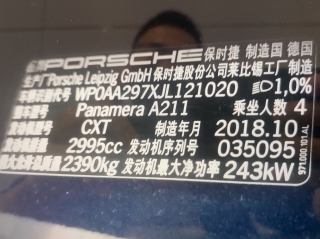 PORSCHE 保时捷 制造国 德国
生产厂 Porsche Leipzig GmbH 保时捷股份公司莱比锡工厂制造
车辆识别代号 WP0AA297XJL121020 1,0%
Panamera A211 乘坐人数 4
发动机型号 CXT 制造年月 2018.10
发动机排量 2995cc 发动机序列号 035095
最大允许总质量 2390kg 发动机最大净功率 243kW
971.000.101.AL